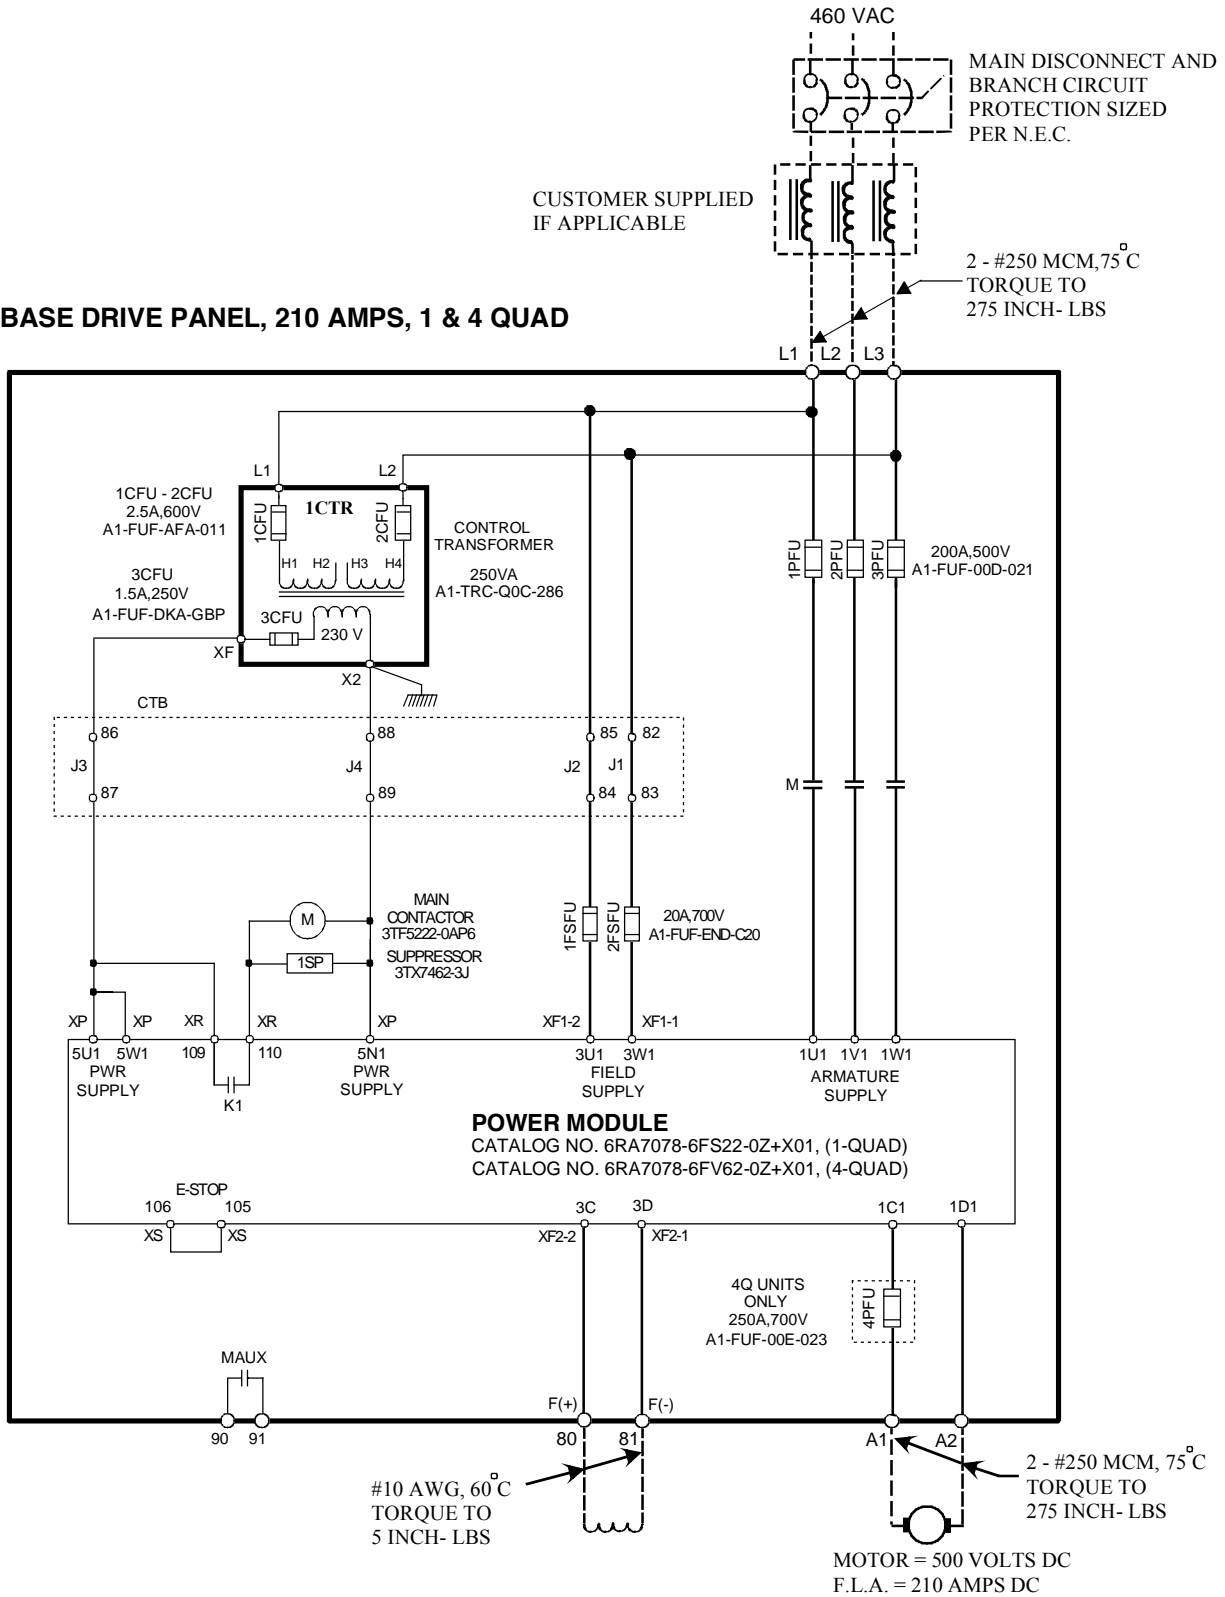 460 VAC
MAIN DISCONNECT AND
BRANCH CIRCUIT
PROTECTION SIZED
PER N.E.C.
CUSTOMER SUPPLIED
IF APPLICABLE
2 - #250 MCM,75°C
TORQUE TO
275 INCH- LBS
BASE DRIVE PANEL, 210 AMPS, 1 & 4 QUAD
L1 L2 L3
L1 L2
1CFU - 2CFU
2.5A,600V
A1-FUF-AFA-011
1CFU
1CTR
2CFU
CONTROL
TRANSFORMER
250VA
A1-TRC-Q0C-286
H1 H2 H3 H4
3CFU
1.5A,250V
A1-FUF-DKA-GBP
3CFU
230 V
XF
X2
1PFU
2PFU
3PFU
200A,500V
A1-FUF-00D-021
CTB
86 88 85 82
J3 J4 J2 J1
87 89 84 83
M
M
MAIN
CONTACTOR
3TF5222-0AP6
1SP
SUPPRESSOR
3TX7462-3J
1FSFU
2FSFU
20A,700V
A1-FUF-END-C20
XP XP XR XR XP XF1-2 XF1-1
5U1 5W1 109 110 5N1 3U1 3W1 1U1 1V1 1W1
PWR
SUPPLY
K1
PWR
SUPPLY
FIELD
SUPPLY
ARMATURE
SUPPLY
POWER MODULE
CATALOG NO. 6RA7078-6FS22-0Z+X01, (1-QUAD)
CATALOG NO. 6RA7078-6FV62-0Z+X01, (4-QUAD)
E-STOP
106 105 3C 3D 1C1 1D1
XS XS XF2-2 XF2-1
4Q UNITS
ONLY
250A,700V
A1-FUF-00E-023
4PFU
MAUX
F(+) F(-)
90 91 80 81 A1 A2
#10 AWG, 60°C
TORQUE TO
5 INCH- LBS
2 - #250 MCM, 75°C
TORQUE TO
275 INCH- LBS
MOTOR = 500 VOLTS DC
F.L.A. = 210 AMPS DC